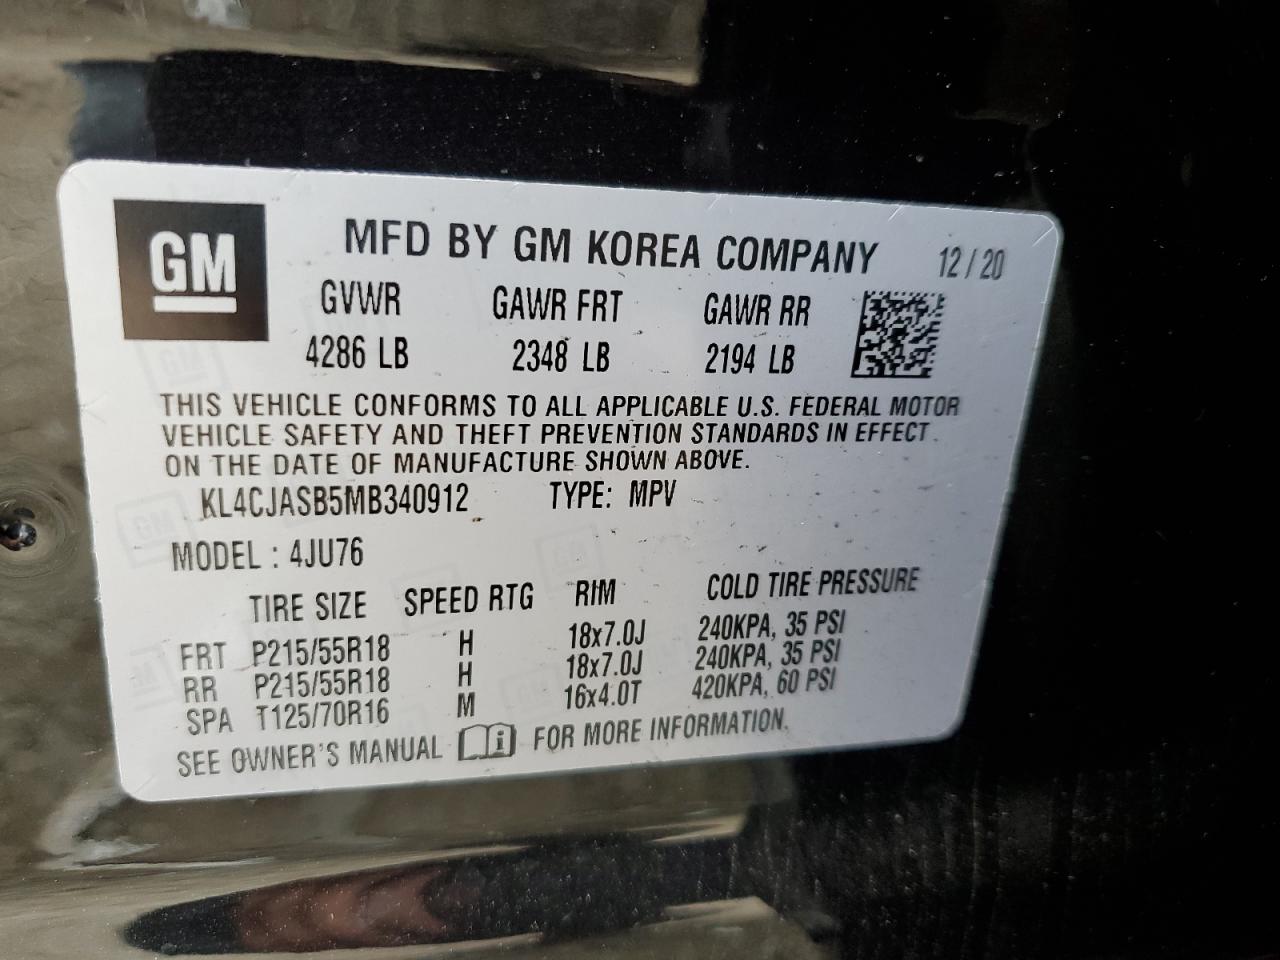 GM
MFD BY GM KOREA COMPANY 12/20
GVWR GAWR FRT GAWR RR
4286 LB 2348 LB 2194 LB
THIS VEHICLE CONFORMS TO ALL APPLICABLE U.S. FEDERAL MOTOR
VEHICLE SAFETY AND THEFT PREVENTION STANDARDS IN EFFECT
ON THE DATE OF MANUFACTURE SHOWN ABOVE.
KL4CJASB5MB340912 TYPE: MPV
MODEL : 4JU76
TIRE SIZE SPEED RTG RIM COLD TIRE PRESSURE
FRT P215/55R18 H 18x7.0J 240KPA, 35 PSI
RR P215/55R18 H 18x7.0J 240KPA, 35 PSI
SPA T125/70R16 M 16x4.0T 420KPA, 60 PSI
SEE OWNER'S MANUAL i FOR MORE INFORMATION.